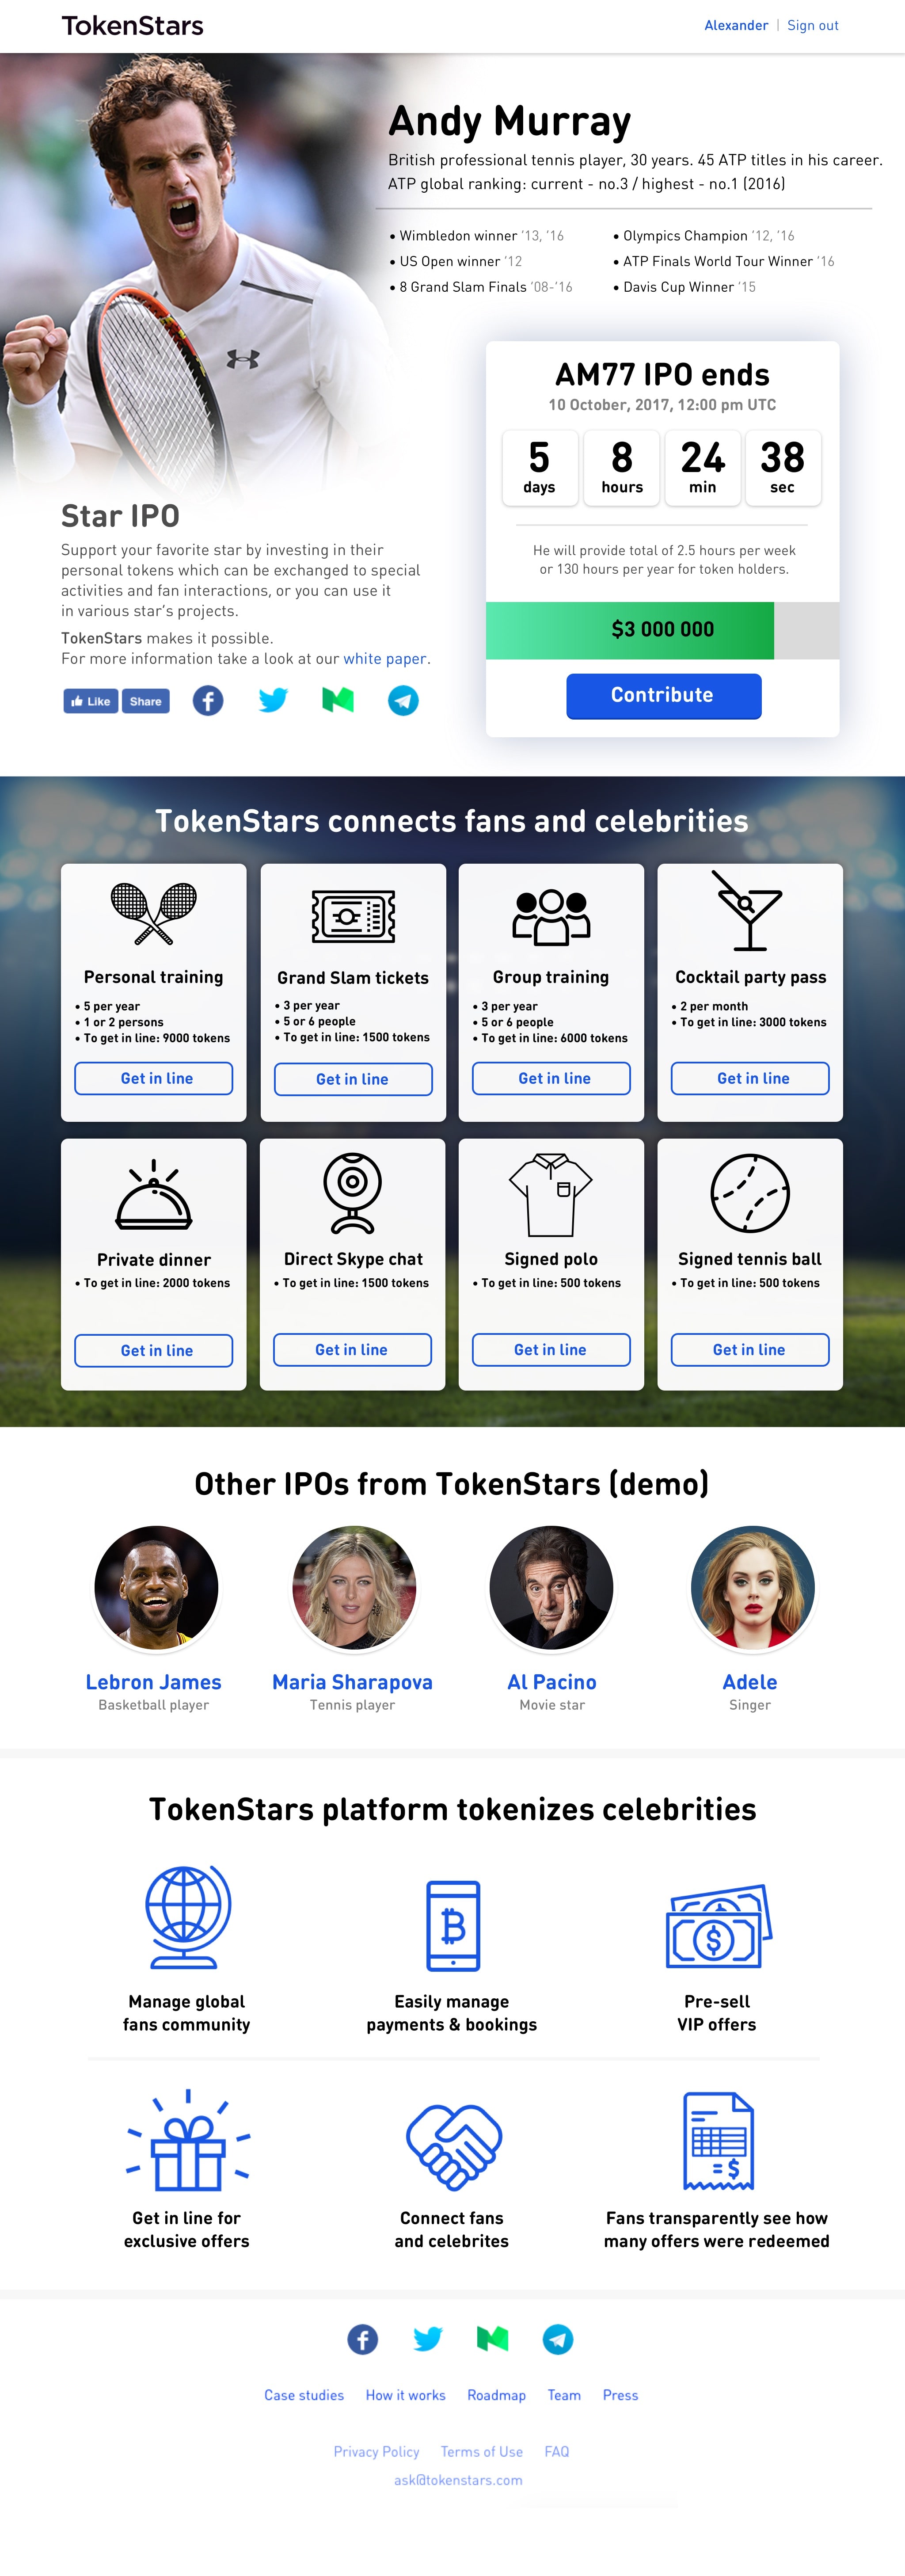 TokenStars
Alexander | Sign out
Andy Murray
British professional tennis player, 30 years. 45 ATP titles in his career.
ATP global ranking: current - no.3 / highest - no.1 (2016)
• Wimbledon winner '13, '16
• US Open winner '12
• 8 Grand Slam Finals '08-'16
• Olympics Champion '12, '16
• ATP Finals World Tour Winner '16
• Davis Cup Winner '15
AM77 IPO ends
10 October, 2017, 12:00 pm UTC
5 8 24 38
days hours min sec
He will provide total of 2.5 hours per week
or 130 hours per year for token holders.
$3 000 000
Contribute
Star IPO
Support your favorite star by investing in their
personal tokens which can be exchanged to special
activities and fan interactions, or you can use it
in various star's projects.
TokenStars makes it possible.
For more information take a look at our white paper.
Like Share
TokenStars connects fans and celebrities
Personal training
• 5 per year
• 1 or 2 persons
• To get in line: 9000 tokens
Get in line
Grand Slam tickets
• 3 per year
• 5 or 6 people
• To get in line: 1500 tokens
Get in line
Group training
• 3 per year
• 5 or 6 people
• To get in line: 6000 tokens
Get in line
Cocktail party pass
• 2 per month
• To get in line: 3000 tokens
Get in line
Private dinner
• To get in line: 2000 tokens
Get in line
Direct Skype chat
• To get in line: 1500 tokens
Get in line
Signed polo
• To get in line: 500 tokens
Get in line
Signed tennis ball
• To get in line: 500 tokens
Get in line
Other IPOs from TokenStars (demo)
Lebron James
Basketball player
Maria Sharapova
Tennis player
Al Pacino
Movie star
Adele
Singer
TokenStars platform tokenizes celebrities
Manage global
fans community
Easily manage
payments & bookings
Pre-sell
VIP offers
Get in line for
exclusive offers
Connect fans
and celebrites
Fans transparently see how
many offers were redeemed
Case studies How it works Roadmap Team Press
Privacy Policy Terms of Use FAQ
ask@tokenstars.com